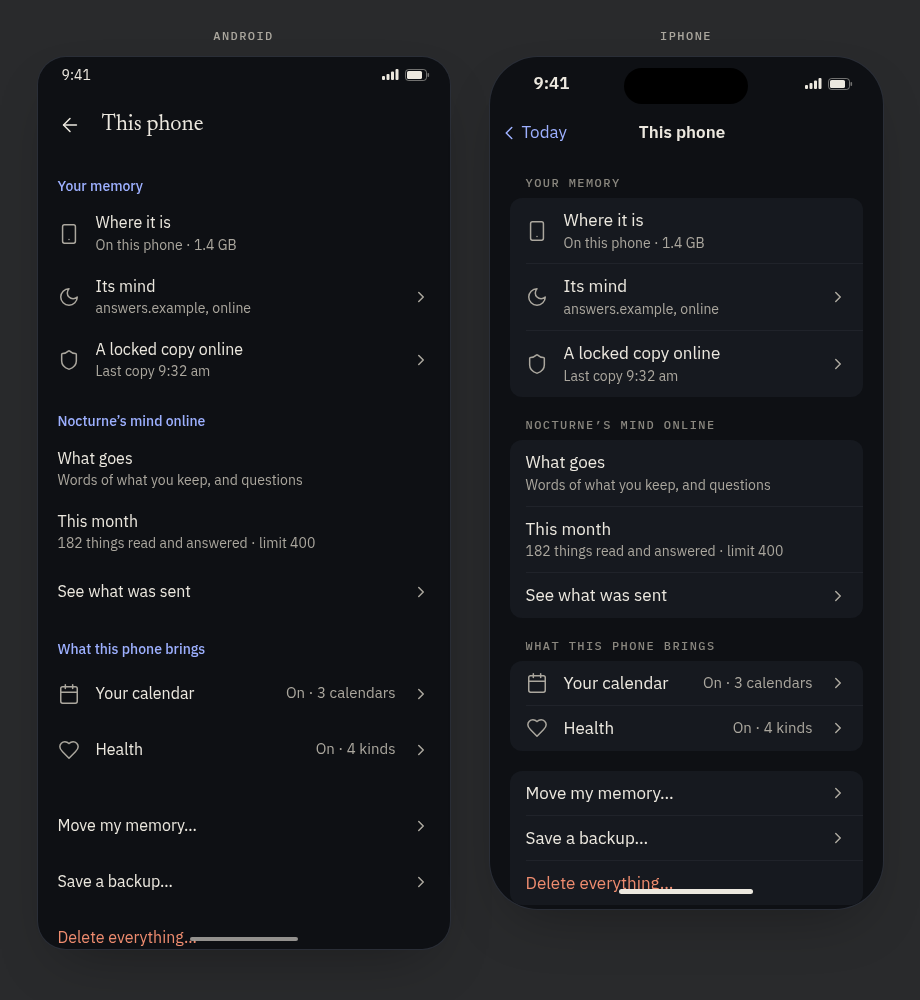 ANDROID
9:41
This phone
Your memory
Where it is
On this phone · 1.4 GB
Its mind
answers.example, online
A locked copy online
Last copy 9:32 am
Nocturne’s mind online
What goes
Words of what you keep, and questions
This month
182 things read and answered · limit 400
See what was sent
What this phone brings
Your calendar On · 3 calendars
Health On · 4 kinds
Move my memory…
Save a backup…
Delete everything…
IPHONE
9:41
Today This phone
YOUR MEMORY
Where it is
On this phone · 1.4 GB
Its mind
answers.example, online
A locked copy online
Last copy 9:32 am
NOCTURNE’S MIND ONLINE
What goes
Words of what you keep, and questions
This month
182 things read and answered · limit 400
See what was sent
WHAT THIS PHONE BRINGS
Your calendar On · 3 calendars
Health On · 4 kinds
Move my memory…
Save a backup…
Delete everything…